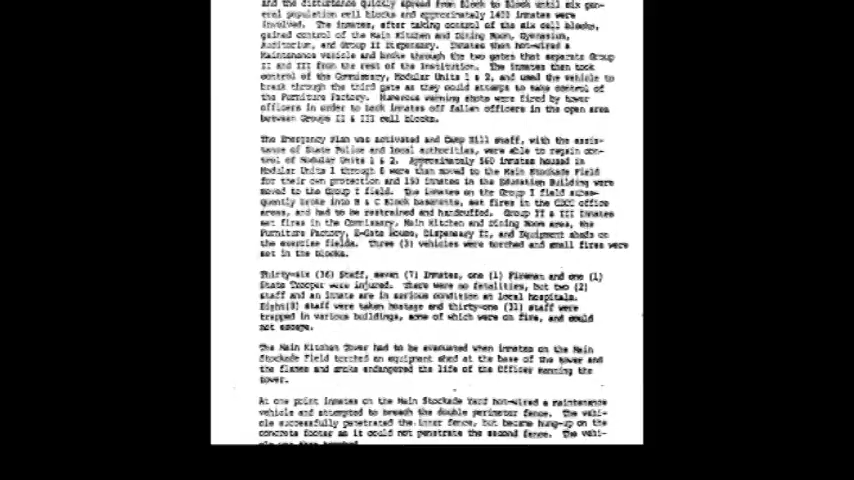 and the disturbance quickly spread from Block to Block until six gen-
eral population cell blocks and approximately 1400 inmates were
involved. The inmates, after taking control of the six cell blocks,
gained control of the Main Kitchen and Dining Room, Gymnasium,
Auditorium, and Group II Dispensary. Inmates then hot-wired a
Maintenance vehicle and broke through the two gates that separate Group
II and III from the rest of the Institution. The inmates then took
control of the Commissary, Modular Units 1 & 2, and used the vehicle to
break through the third gate as they could attempt to take control of
the Furniture Factory. Numerous warning shots were fired by tower
officers in order to keep inmates off fallen officers in the open area
between Groups II & III cell blocks.
The Emergency Plan was activated and Camp Hill staff, with the assis-
tance of State Police and local authorities, were able to regain con-
trol of Modular Units 1 & 2. Approximately 560 inmates housed in
Modular Units 1 through 6 were then moved to the Main Stockade Field
for their own protection and 150 inmates in the Education Building were
moved to the Group I field. The inmates on the Group I field subse-
quently broke into B & C Block basements, set fires in the office
areas, and had to be restrained and handcuffed. Group II & III Inmates
set fires in the Commissary, Main Kitchen and Dining Room area, the
Furniture Factory, E-Gate House, Dispensary II, and Equipment sheds on
the exercise fields. Three (3) vehicles were torched and small fires were
set in the blocks.
Thirty-six (36) Staff, seven (7) Inmates, one (1) Fireman and one (1)
State Trooper were injured. There were no fatalities, but two (2)
staff and an inmate are in serious condition at local hospitals.
Eight(8) staff were taken hostage and thirty-one (31) staff were
trapped in various buildings, some of which were on fire, and could
not escape.
The Main Kitchen Tower had to be evacuated when inmates on the Main
Stockade Field torched an equipment shed at the base of the tower and
the flames and smoke endangered the life of the Officer manning the
tower.
At one point inmates on the Main Stockade Yard hot-wired a maintenance
vehicle and attempted to breach the double perimeter fence. The vehi-
cle successfully penetrated the inner fence, but became hung-up on the
concrete footer as it could not penetrate the second fence. The vehi-